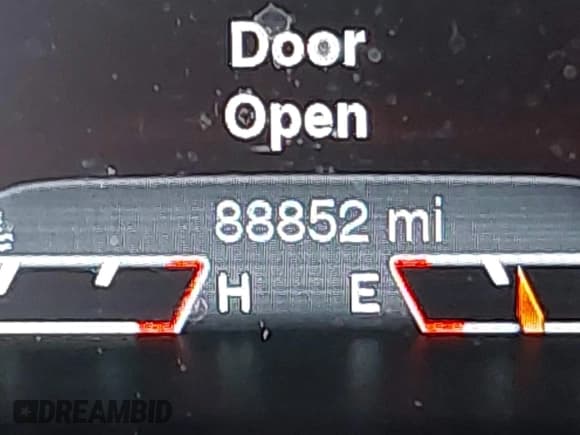 Door
Open
88852 mi
H E
DREAMBID